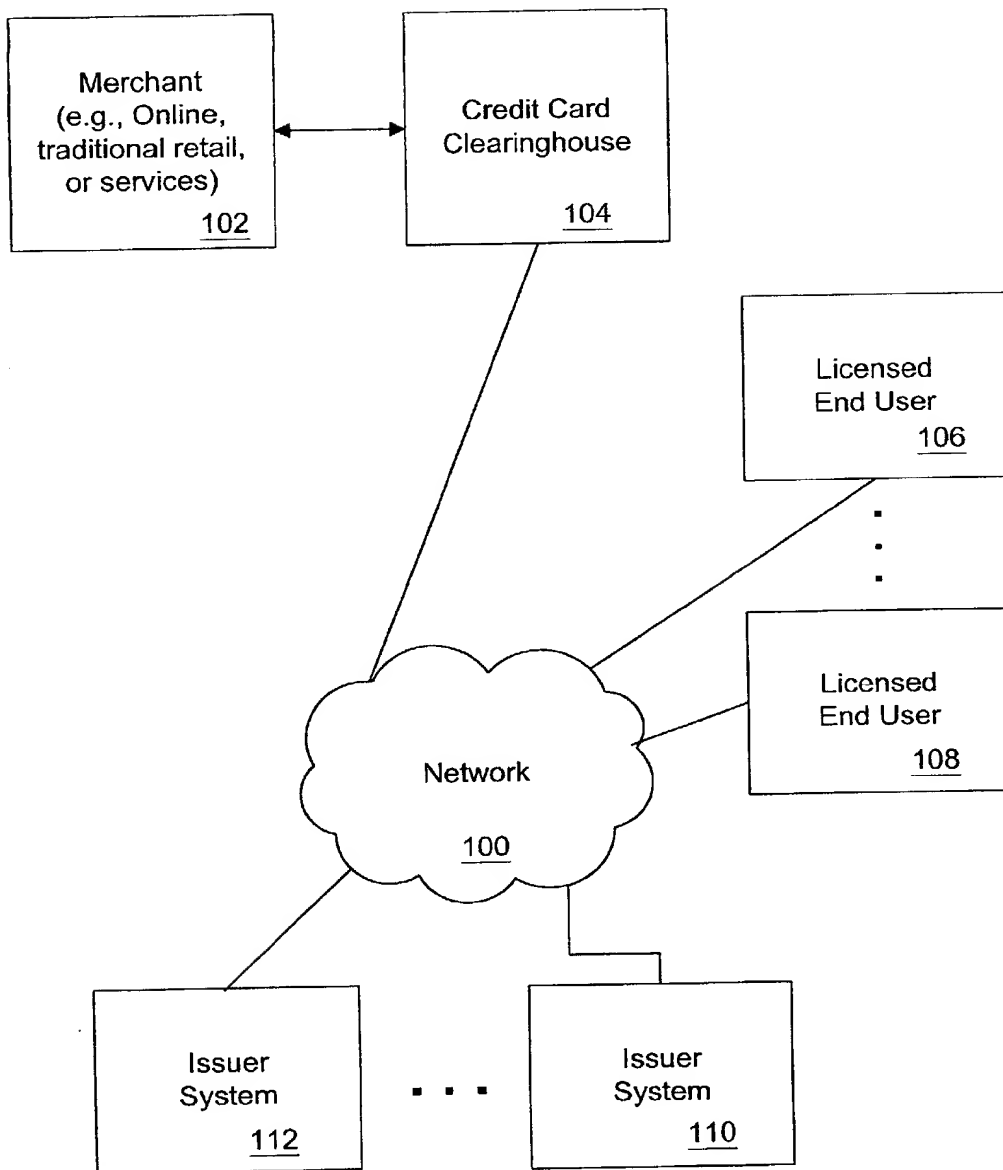 Merchant
(e.g., Online,
traditional retail,
or services)
102
Credit Card
Clearinghouse
104
Licensed
End User
106
Licensed
End User
108
Network
100
Issuer
System
112
Issuer
System
110